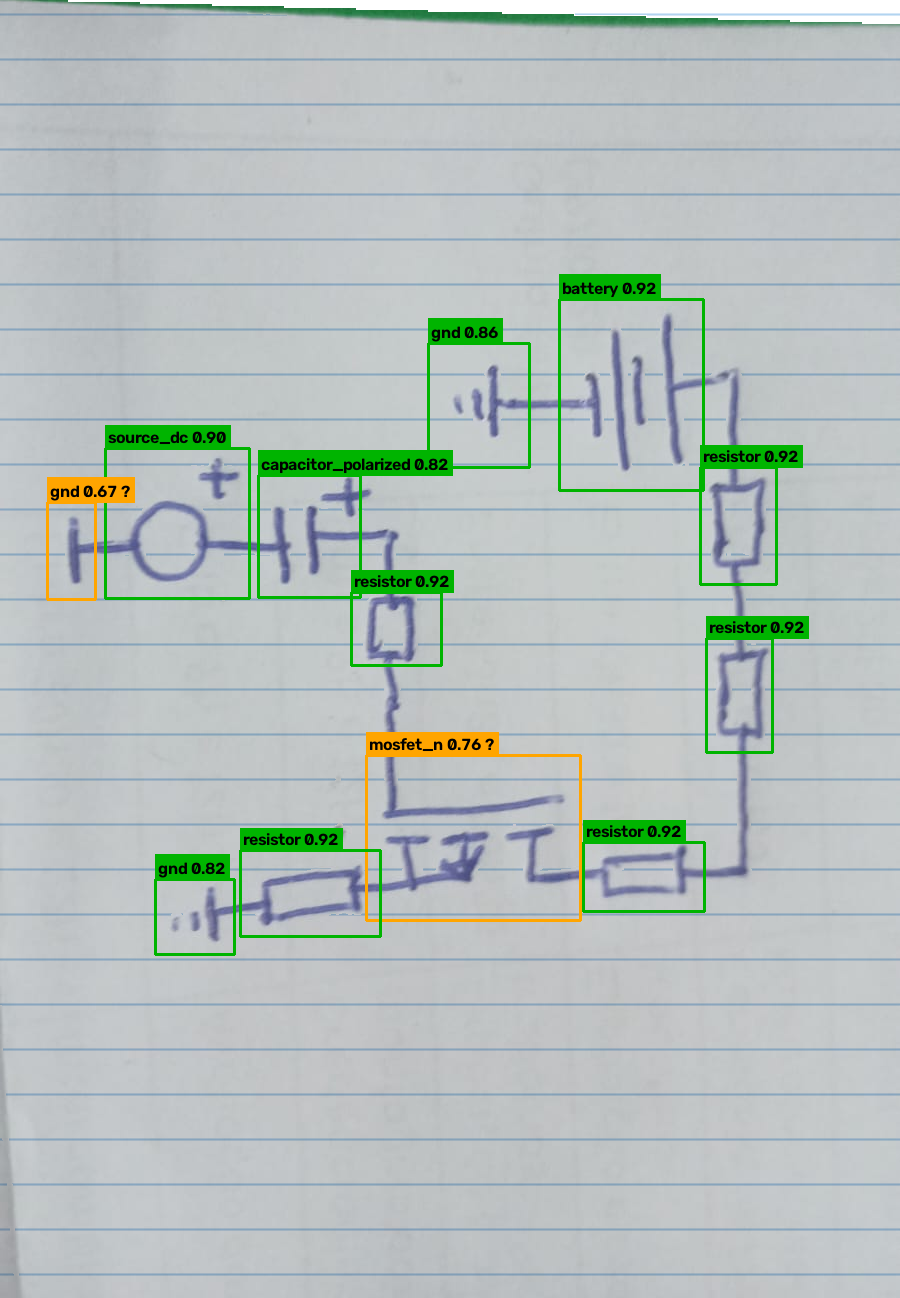 battery 0.92
gnd 0.86
source_dc 0.90
capacitor_polarized 0.82
resistor 0.92
gnd 0.67 ?
+
+
resistor 0.92
resistor 0.92
mosfet_n 0.76 ?
resistor 0.92
resistor 0.92
gnd 0.82